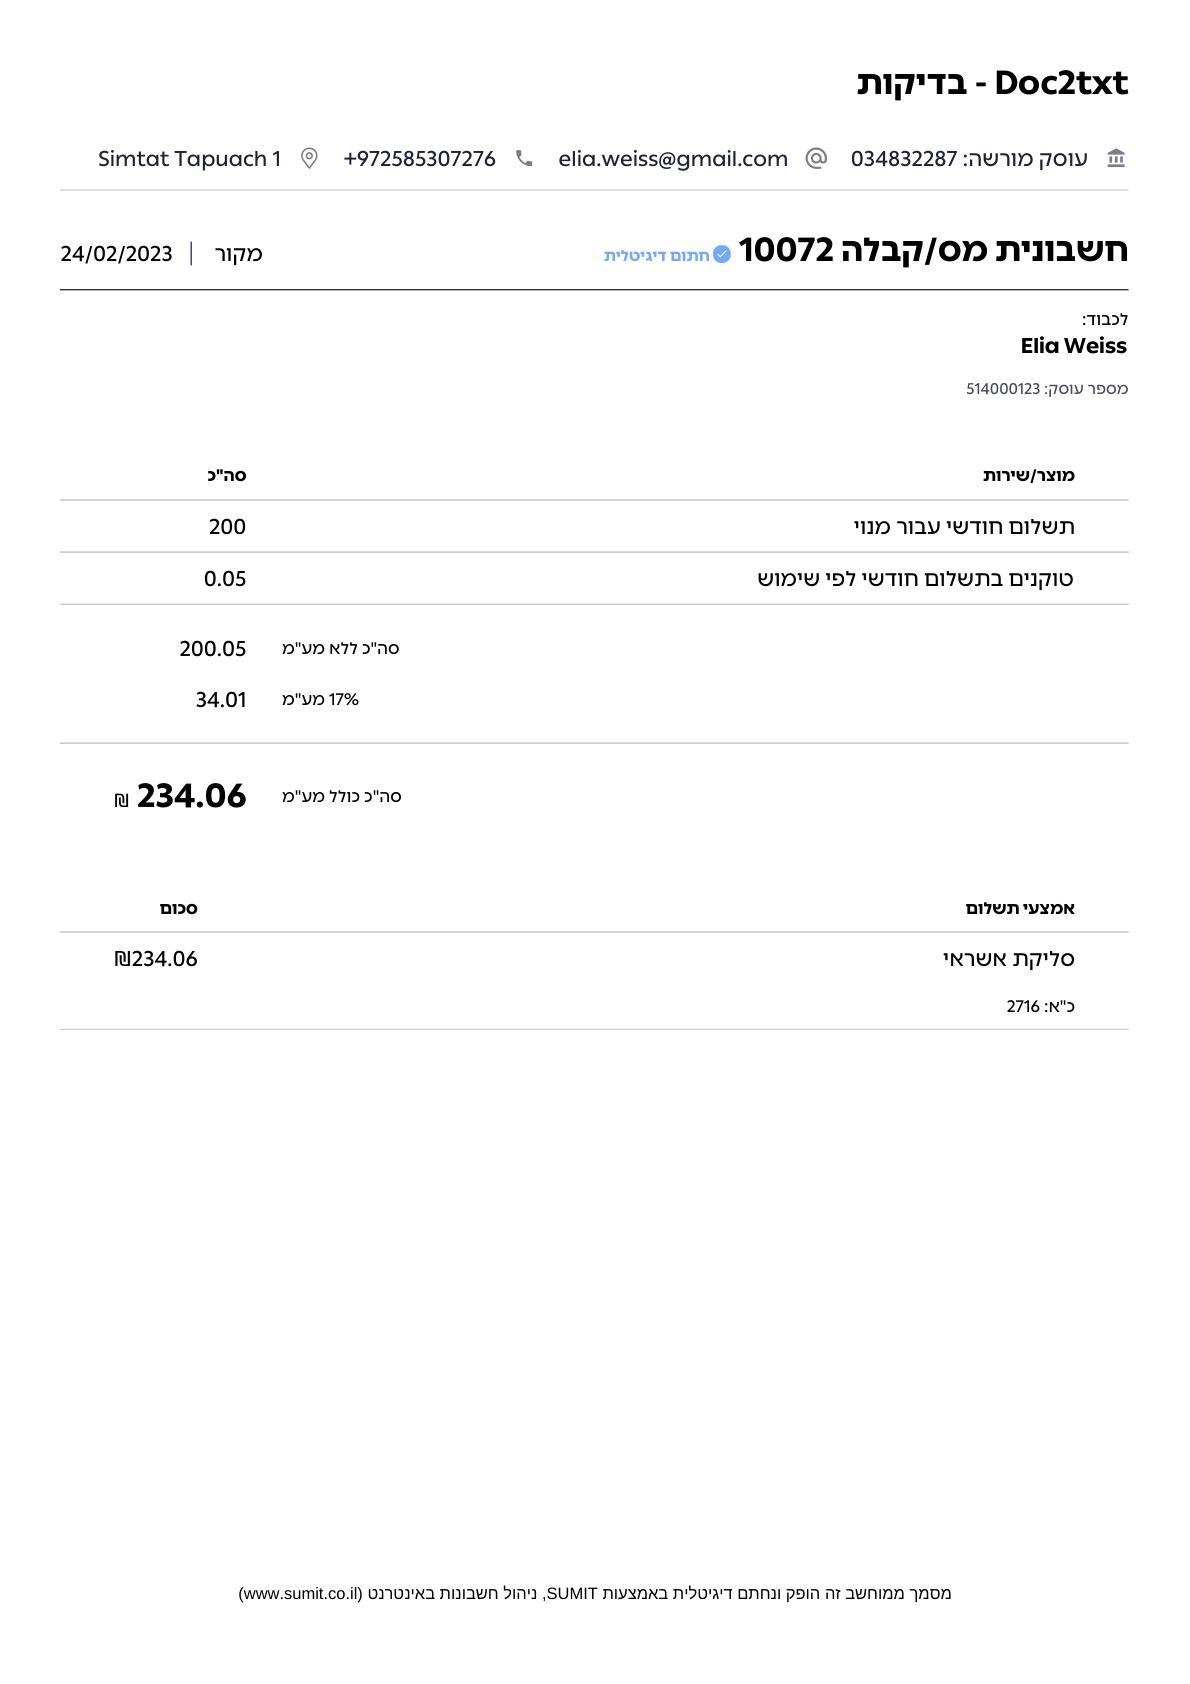 Doc2txt - בדיקות
עוסק מורשה: 034832287 elia.weiss@gmail.com +972585307276 Simtat Tapuach 1
חשבונית מס/קבלה 10072 חתום דיגיטלית מקור | 24/02/2023
לכבוד:
Elia Weiss
מספר עוסק: 514000123
מוצר/שירות סה"כ
תשלום חודשי עבור מנוי 200
טוקנים בתשלום חודשי לפי שימוש 0.05
סה"כ ללא מע"מ 200.05
17% מע"מ 34.01
סה"כ כולל מע"מ 234.06 ₪
אמצעי תשלום סכום
סליקת אשראי ₪234.06
כ"א: 2716
מסמך ממוחשב זה הופק ונחתם דיגיטלית באמצעות SUMIT, ניהול חשבונות באינטרנט (www.sumit.co.il)